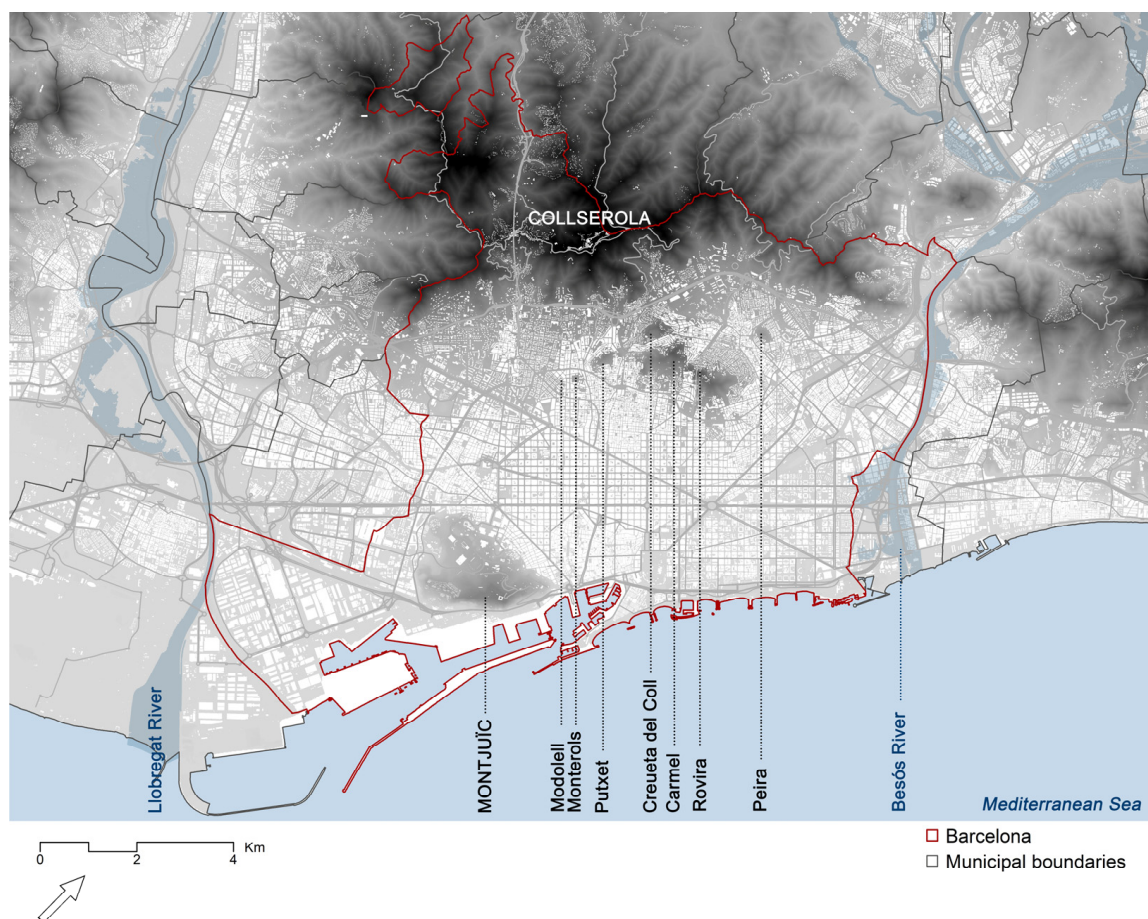 COLLSEROLA
Llobregat River
MONTJUÏC
Modolell
Monterols
Putxet
Creueta del Coll
Carmel
Rovira
Peira
Besós River
Mediterranean Sea
0 2 4 Km
Barcelona
Municipal boundaries